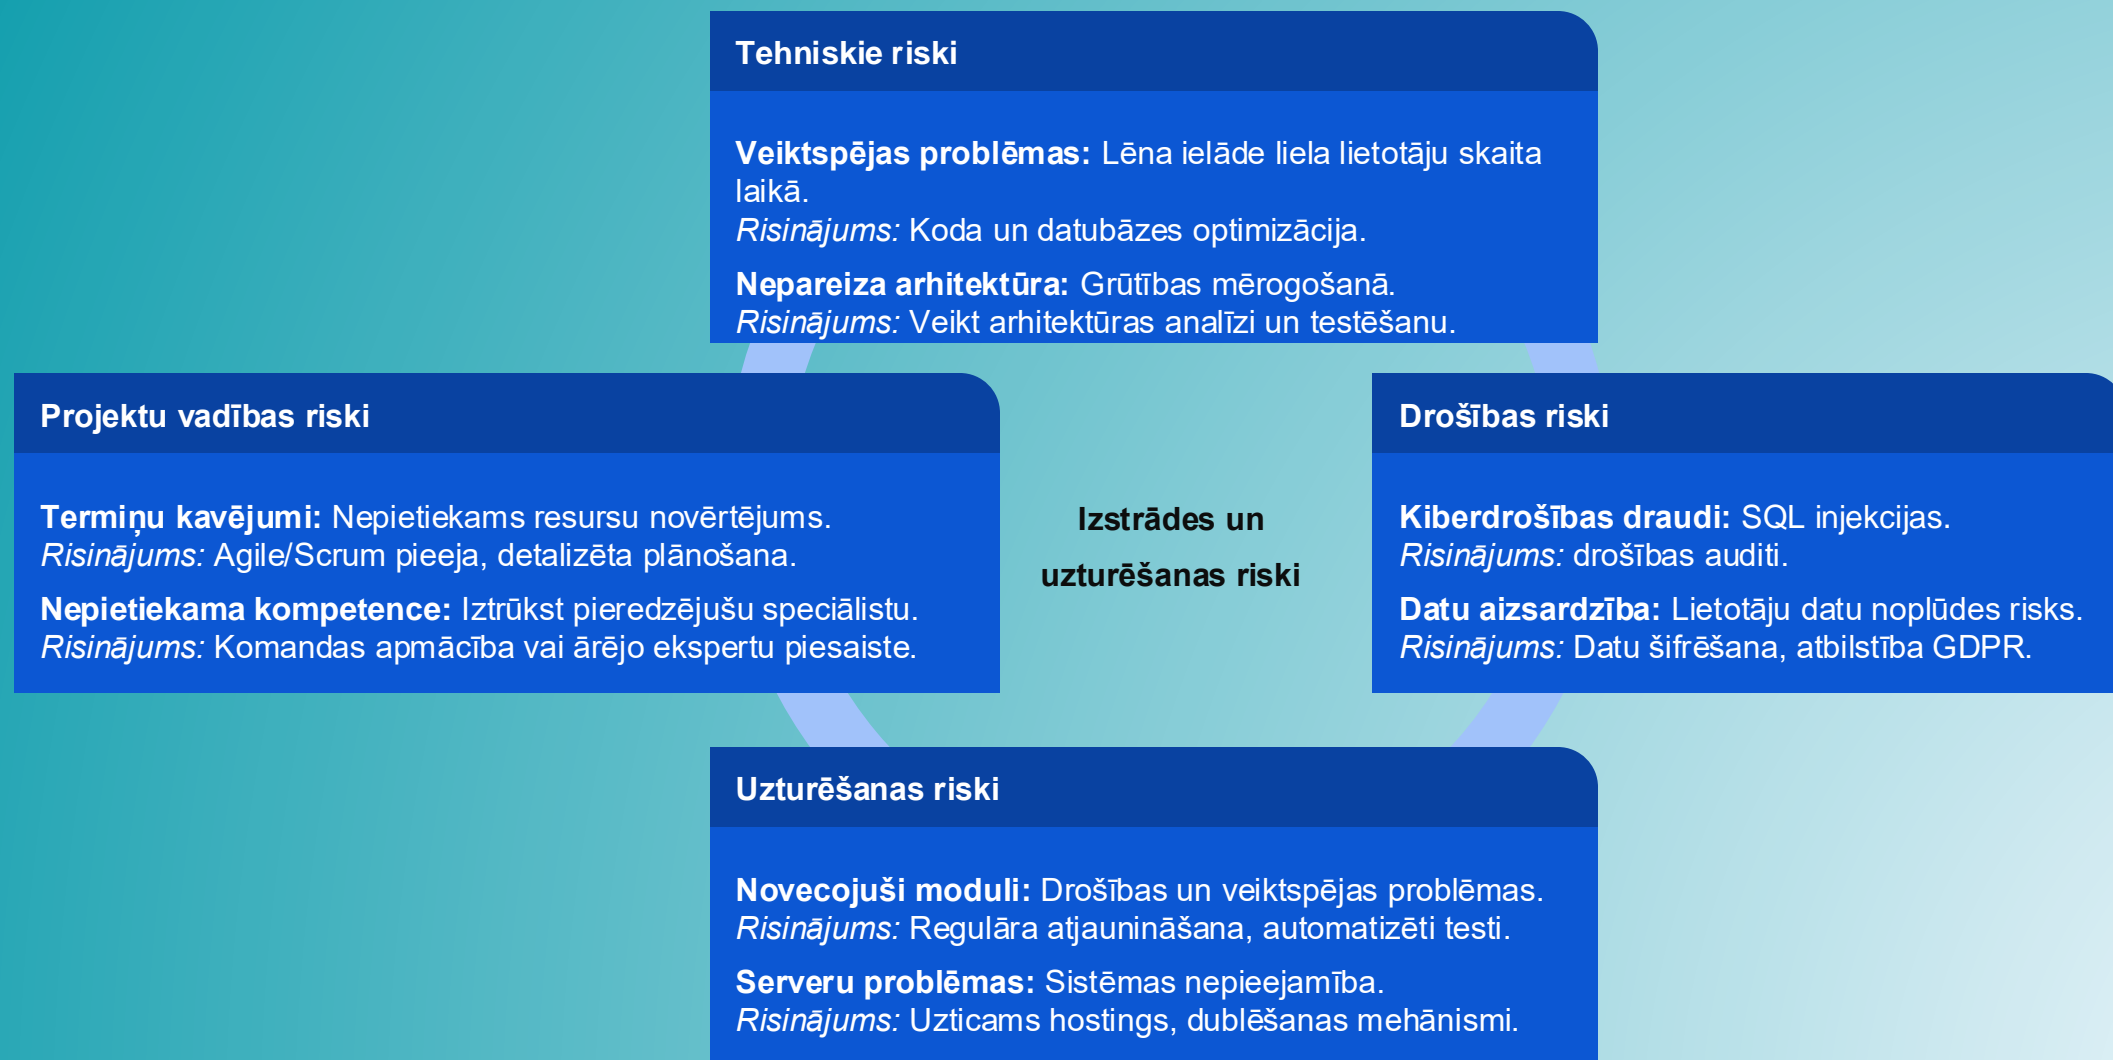 Tehniskie riski
Veiktspējas problēmas: Lēna ielāde liela lietotāju skaita
laikā.
Risinājums: Koda un datubāzes optimizācija.
Nepareiza arhitektūra: Grūtības mērogošanā.
Risinājums: Veikt arhitektūras analīzi un testēšanu.
Projektu vadības riski
Termiņu kavējumi: Nepietiekams resursu novērtējums.
Risinājums: Agile/Scrum pieeja, detalizēta plānošana.
Nepietiekama kompetence: Iztrūkst pieredzējušu speciālistu.
Risinājums: Komandas apmācība vai ārējo ekspertu piesaiste.
Izstrādes un
uzturēšanas riski
Drošības riski
Kiberdrošības draudi: SQL injekcijas.
Risinājums: drošības auditi.
Datu aizsardzība: Lietotāju datu noplūdes risks.
Risinājums: Datu šifrēšana, atbilstība GDPR.
Uzturēšanas riski
Novecojuši moduli: Drošības un veiktspējas problēmas.
Risinājums: Regulāra atjaunināšana, automatizēti testi.
Serveru problēmas: Sistēmas nepieejamība.
Risinājums: Uzticams hostings, dublēšanas mehānismi.